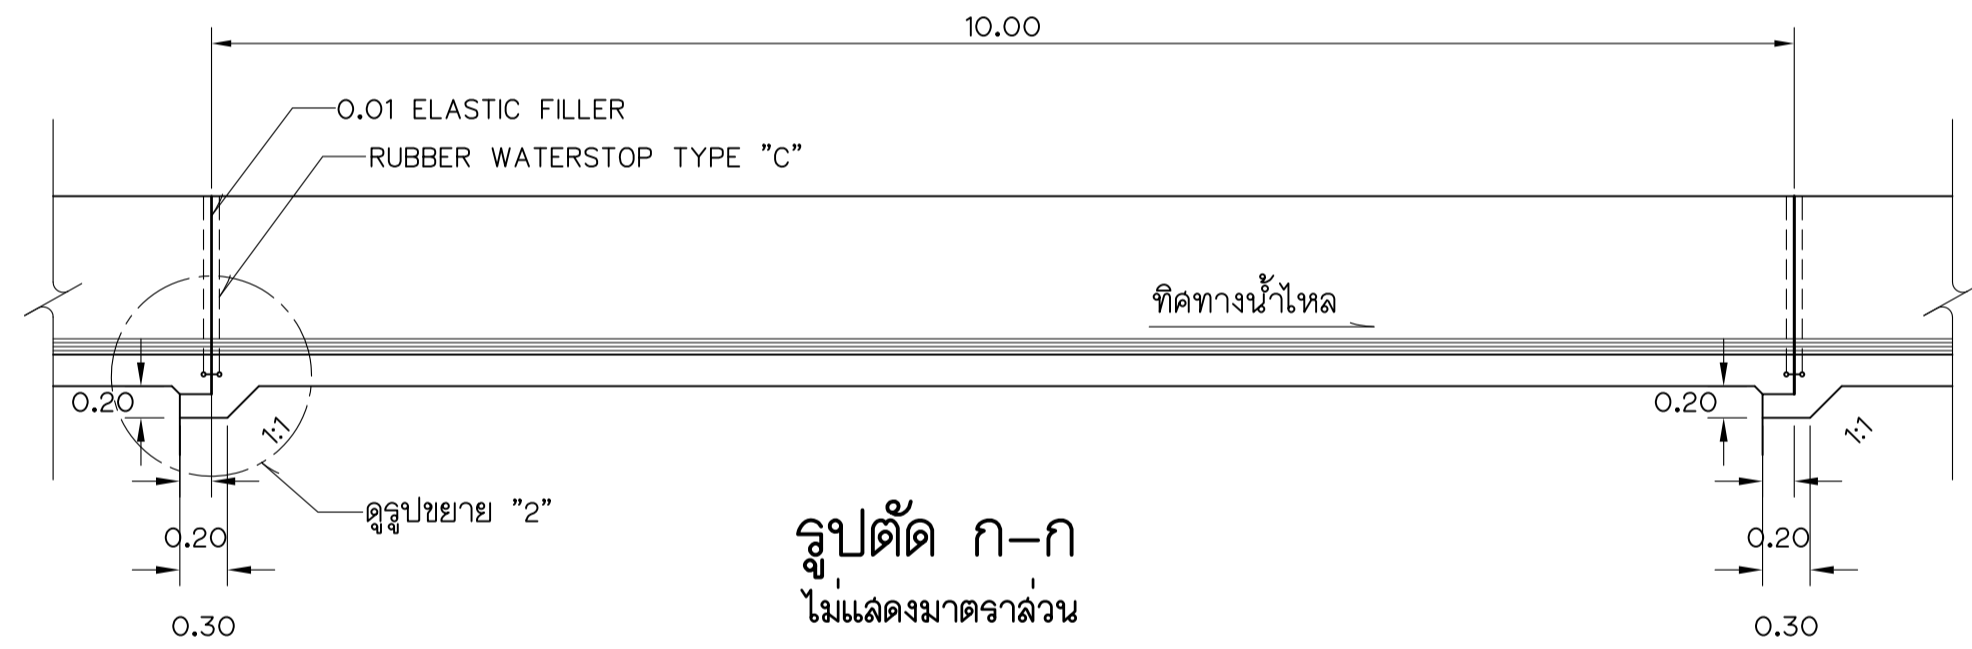 10.00
0.01 ELASTIC FILLER
RUBBER WATERSTOP TYPE "C"
ทิศทางน้ำไหล
0.20
1:1
0.20
1:1
ดูรูปขยาย "2"
0.20
0.30
รูปตัด ก-ก
ไม่แสดงมาตราส่วน
0.20
0.30